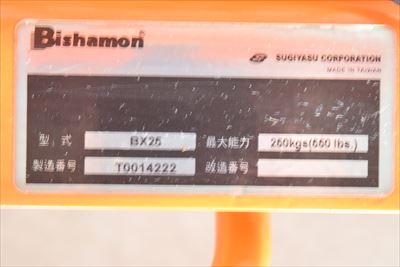 Bishamon
SUGIYASU CORPORATION
MADE IN TAIWAN
型式 BX25 最大能力 250kgs(550 lbs.)
製造番号 T0014222 改造番号